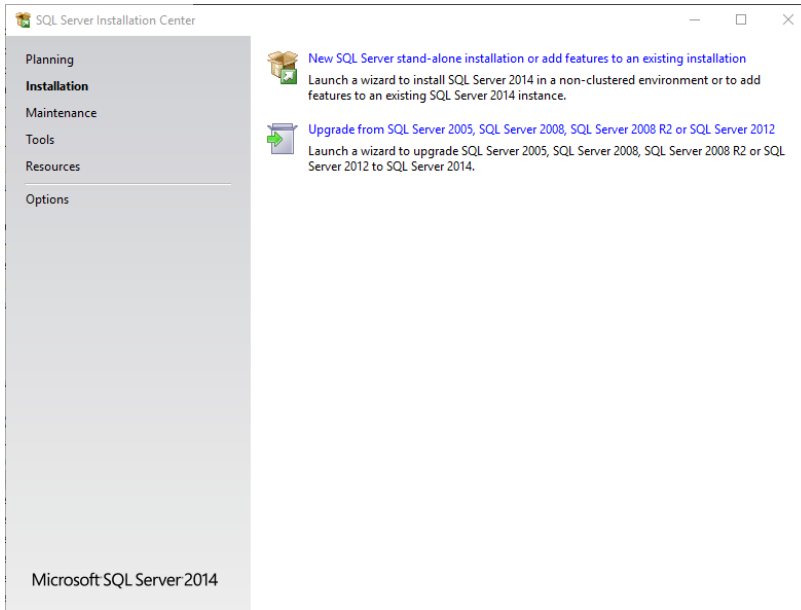 SQL Server Installation Center
Planning
Installation
Maintenance
Tools
Resources
Options
New SQL Server stand-alone installation or add features to an existing installation
Launch a wizard to install SQL Server 2014 in a non-clustered environment or to add
features to an existing SQL Server 2014 instance.
Upgrade from SQL Server 2005, SQL Server 2008, SQL Server 2008 R2 or SQL Server 2012
Launch a wizard to upgrade SQL Server 2005, SQL Server 2008, SQL Server 2008 R2 or SQL
Server 2012 to SQL Server 2014.
Microsoft SQL Server 2014